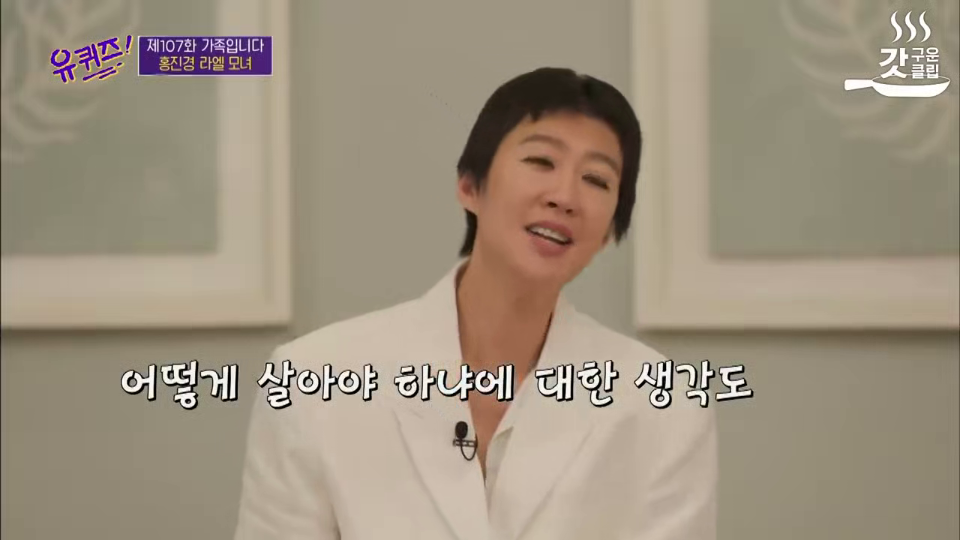 유퀴즈!
제107화 가족입니다
홍진경 라엘 모녀
갓구운
클립
어떻게 살아야 하냐에 대한 생각도